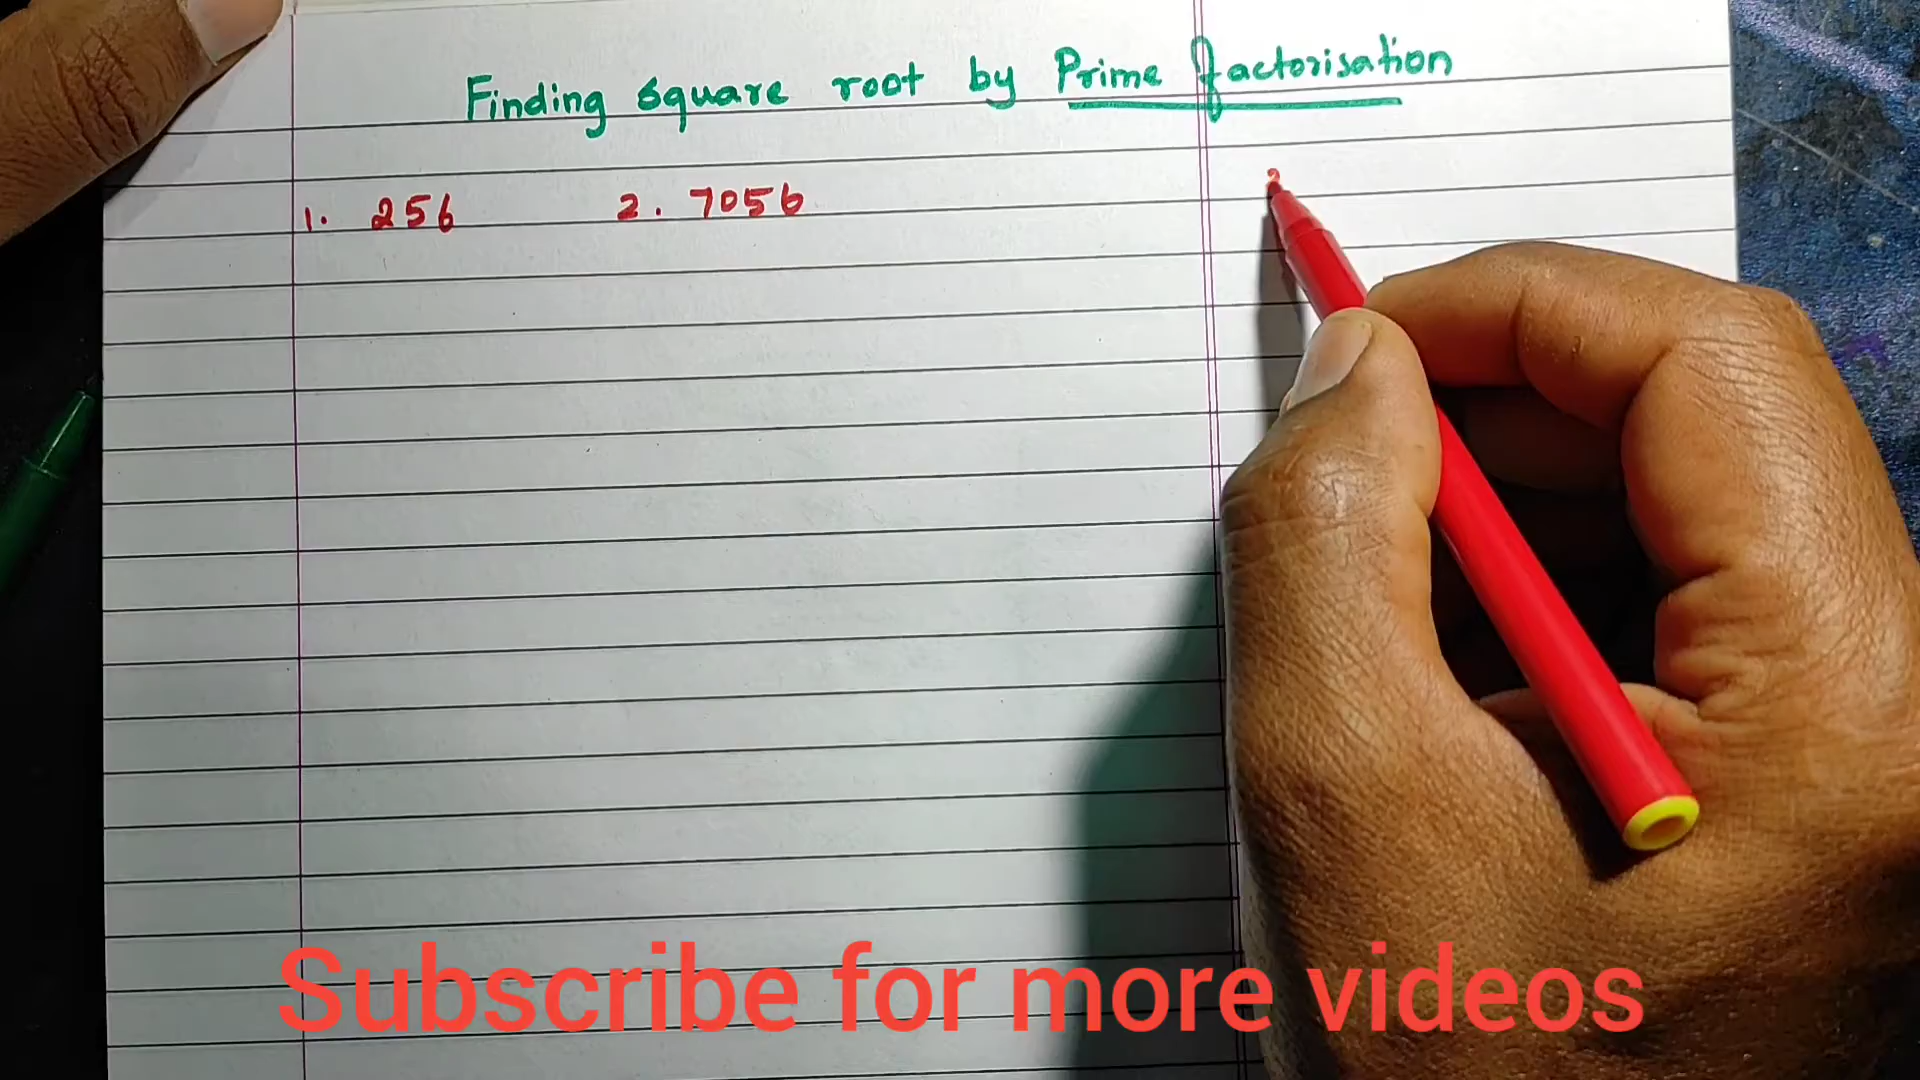 Finding square root by Prime factorisation
1. 256 2. 7056
Subscribe for more videos